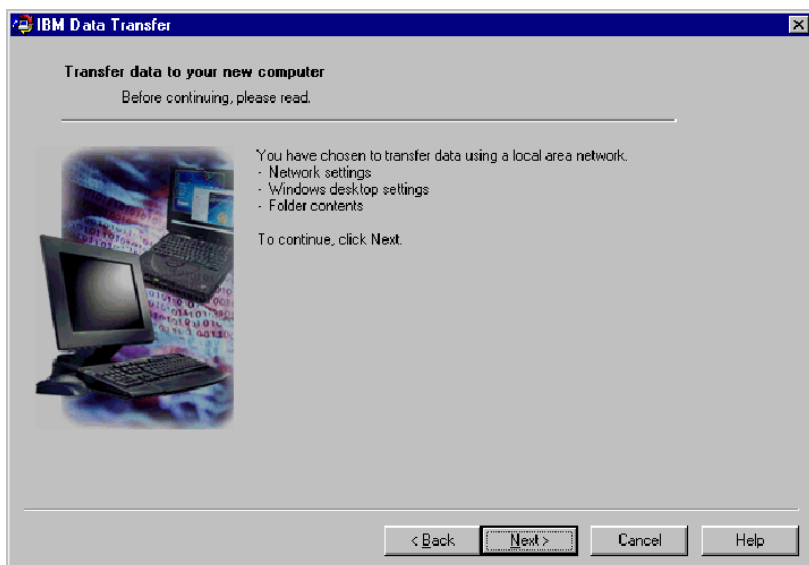 IBM Data Transfer
Transfer data to your new computer
Before continuing, please read.
You have chosen to transfer data using a local area network.
- Network settings
- Windows desktop settings
- Folder contents
To continue, click Next.
< Back Next > Cancel Help